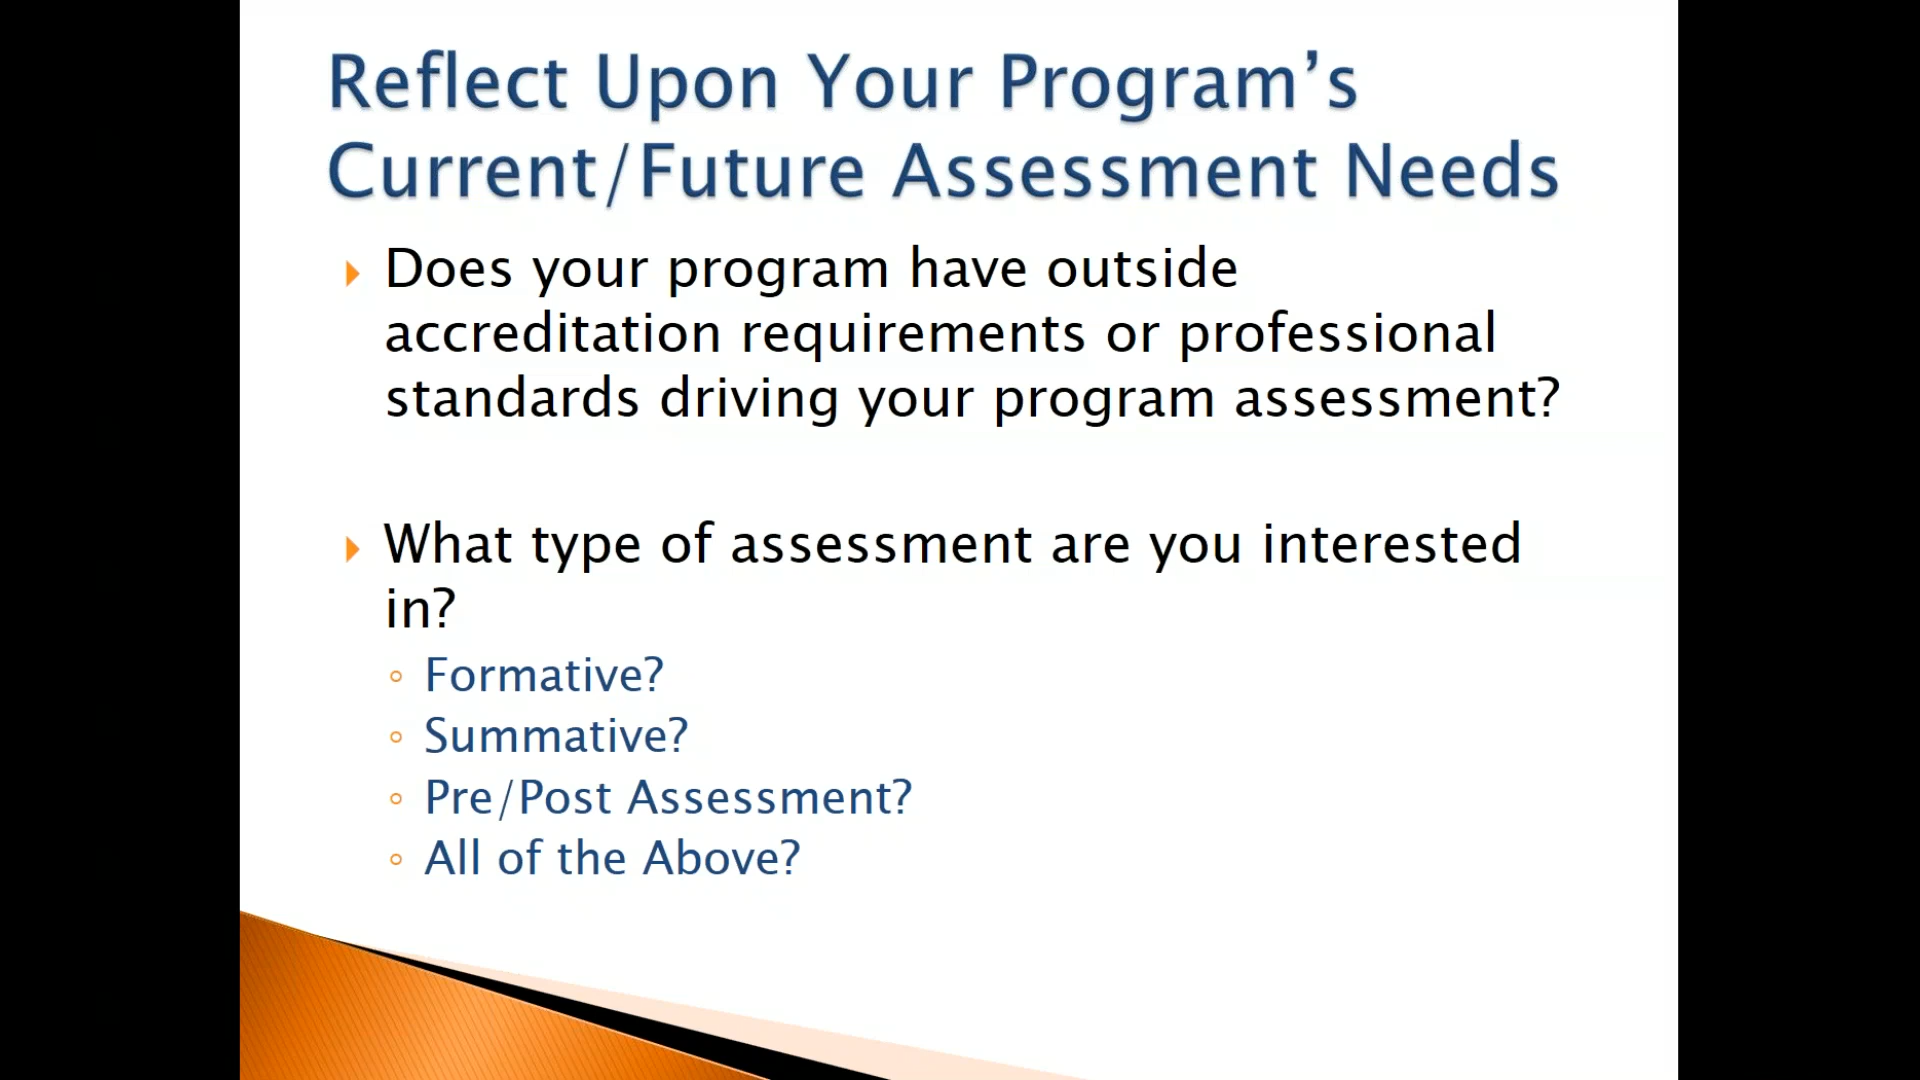 Reflect Upon Your Program’s
Current/Future Assessment Needs
Does your program have outside
accreditation requirements or professional
standards driving your program assessment?
What type of assessment are you interested
in?
Formative?
Summative?
Pre/Post Assessment?
All of the Above?